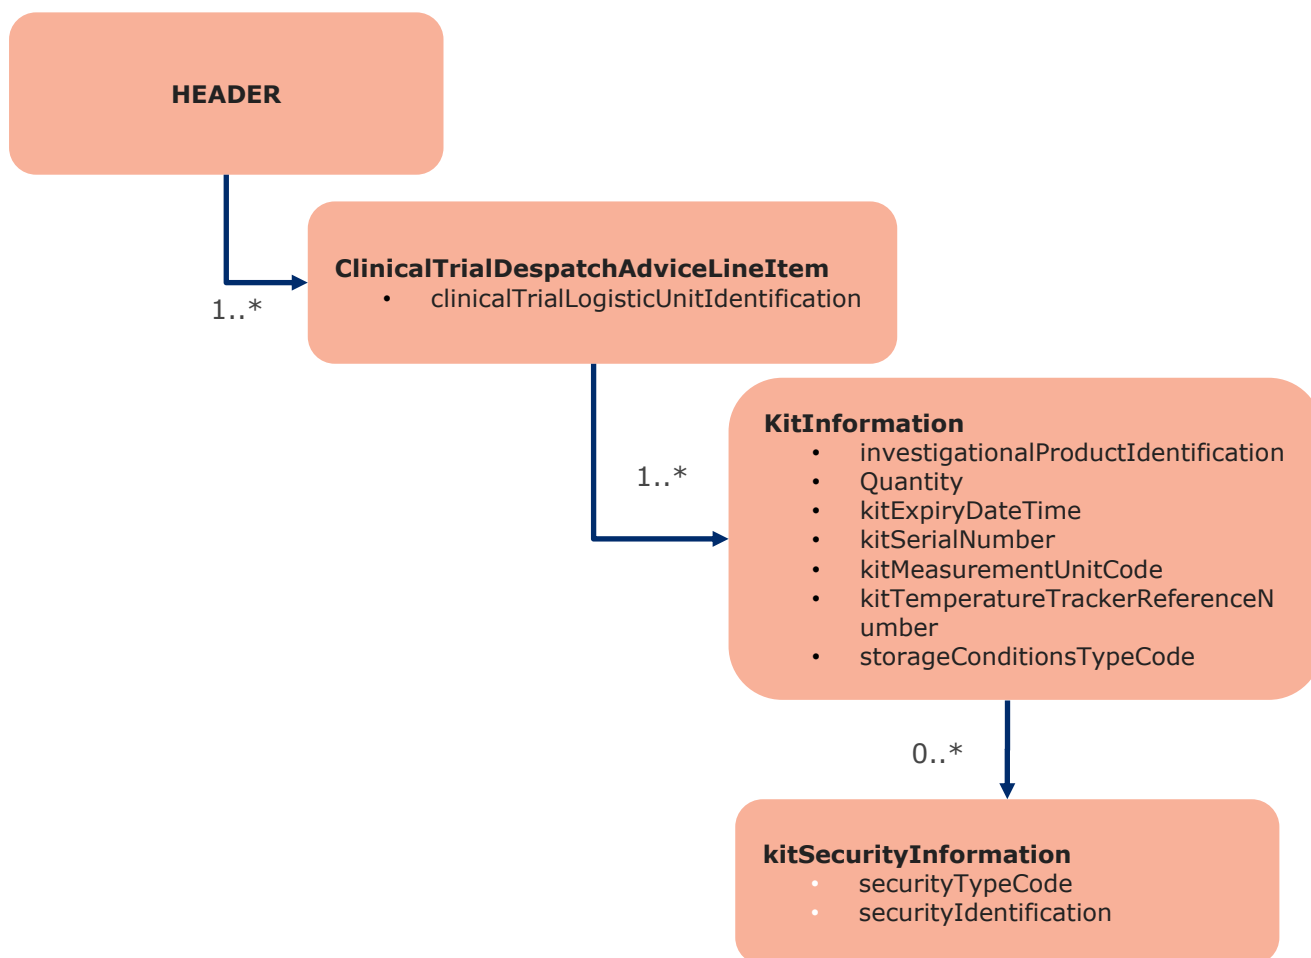 HEADER
1..*
ClinicalTrialDespatchAdviceLineItem
• clinicalTrialLogisticUnitIdentification
1..*
KitInformation
• investigationalProductIdentification
• Quantity
• kitExpiryDateTime
• kitSerialNumber
• kitMeasurementUnitCode
• kitTemperatureTrackerReferenceN
umber
• storageConditionsTypeCode
0..*
kitSecurityInformation
• securityTypeCode
• securityIdentification